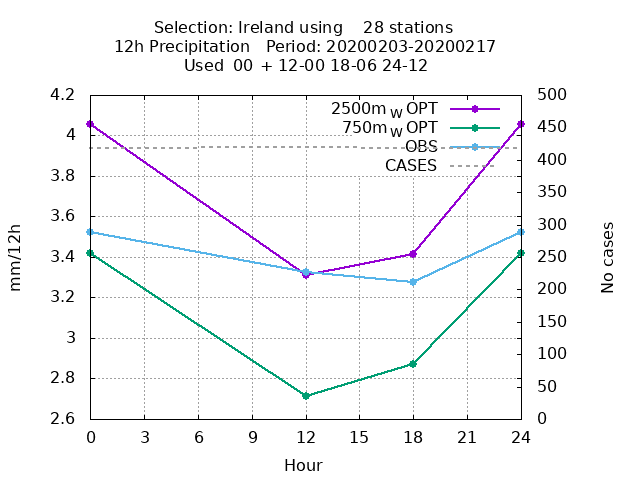 Selection: Ireland using    28 stations
12h Precipitation   Period: 20200203-20200217
Used  00 + 12-00 18-06 24-12
4.2
4
3.8
3.6
3.4
3.2
3
2.8
2.6
mm/12h
500
450
400
350
300
250
200
150
100
50
0
No cases
2500m W OPT
750m W OPT
OBS
CASES
0 3 6 9 12 15 18 21 24
Hour